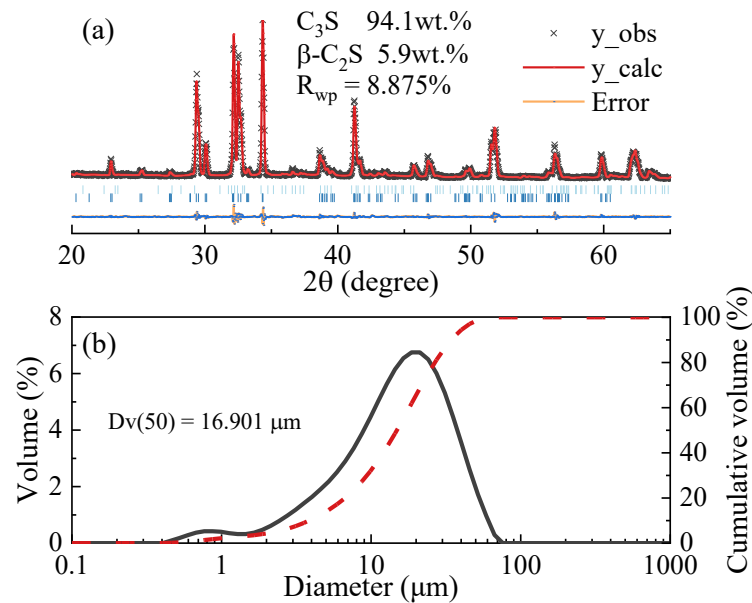 (a)
C₃S 94.1wt.%
β-C₂S 5.9wt.%
R_wp = 8.875%
y_obs
y_calc
Error
20 30 40 50 60
2θ (degree)
(b)
Dv(50) = 16.901 μm
Volume (%)
8
6
4
2
0
Cumulative volume (%)
100
80
60
40
20
0
0.1 1 10 100 1000
Diameter (μm)